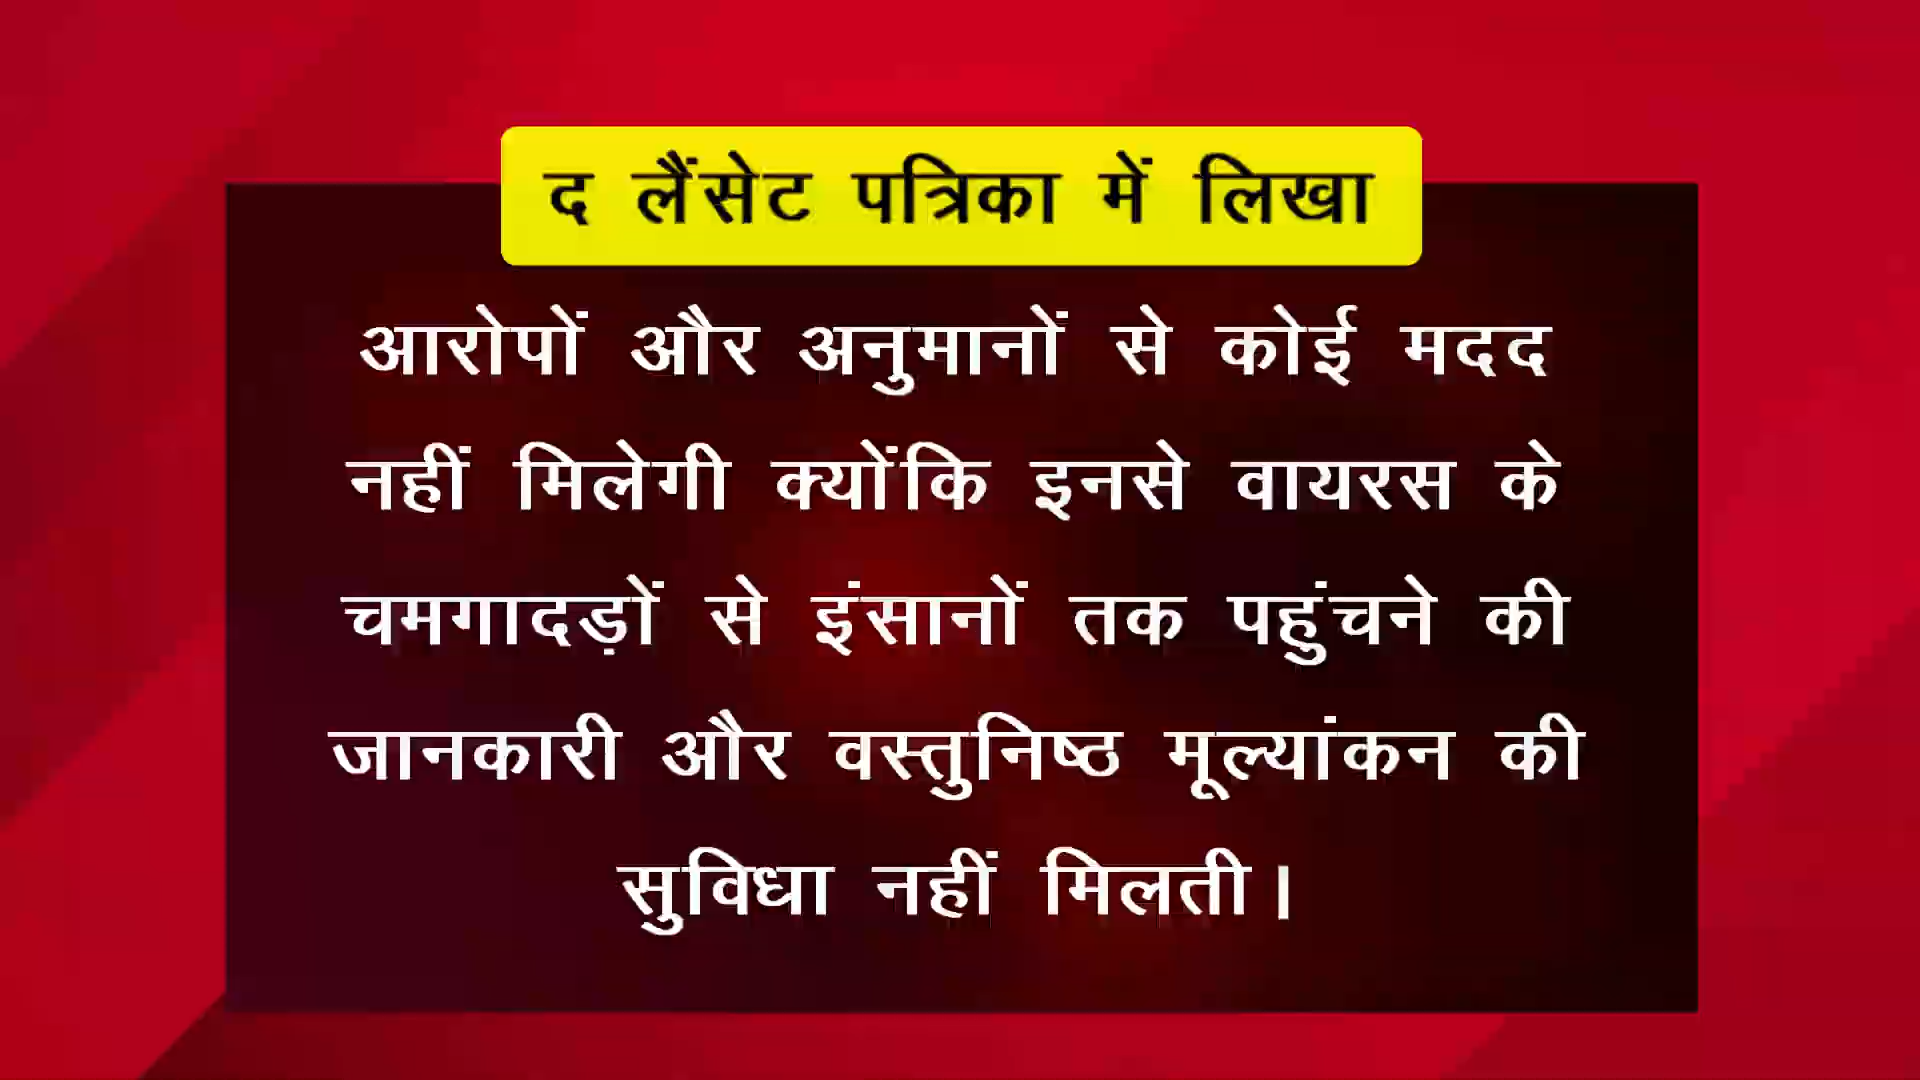 द लैंसेट पत्रिका में लिखा
आरोपों और अनुमानों से कोई मदद
नहीं मिलेगी क्योंकि इनसे वायरस के
चमगादड़ों से इंसानों तक पहुंचने की
जानकारी और वस्तुनिष्ठ मूल्यांकन की
सुविधा नहीं मिलती।